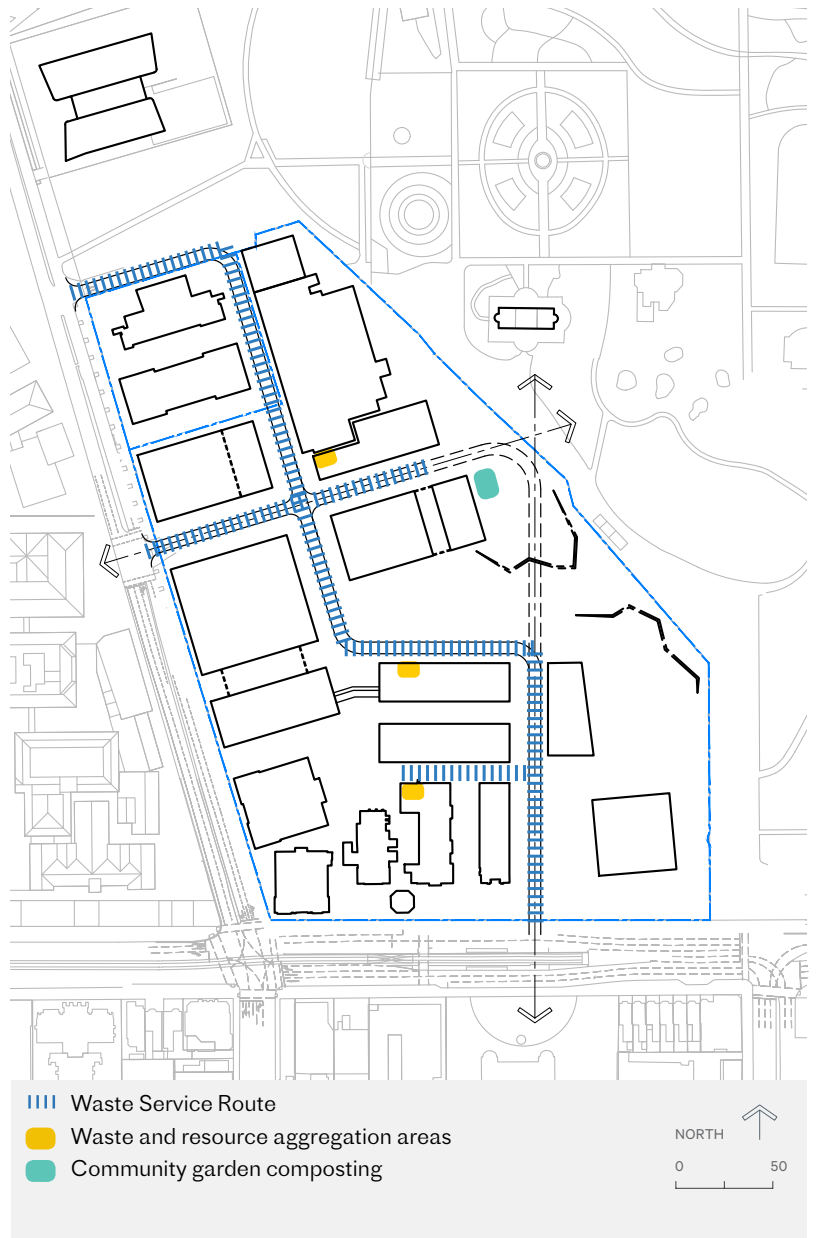 Waste Service Route
Waste and resource aggregation areas
Community garden composting
NORTH
0 50